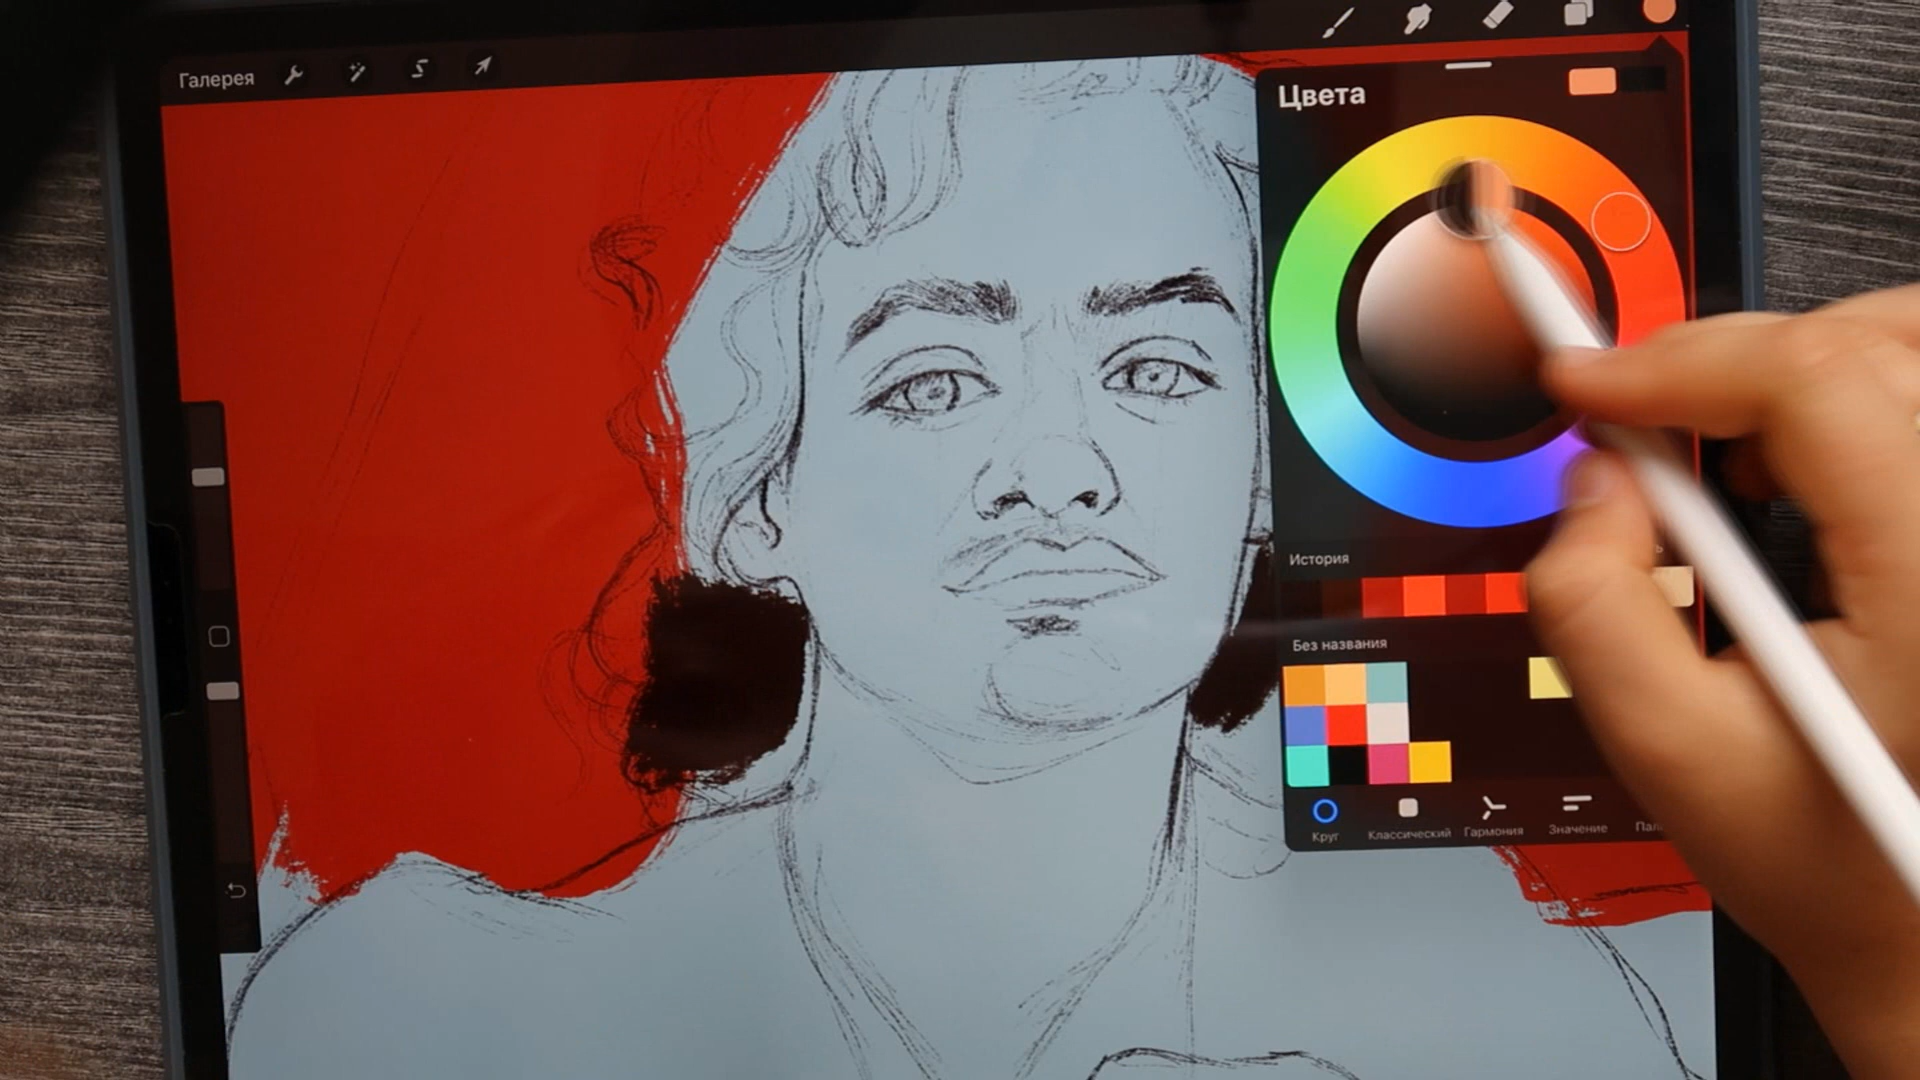 Галерея
Цвета
История
Без названия
Круг
Классический
Гармония
Значение